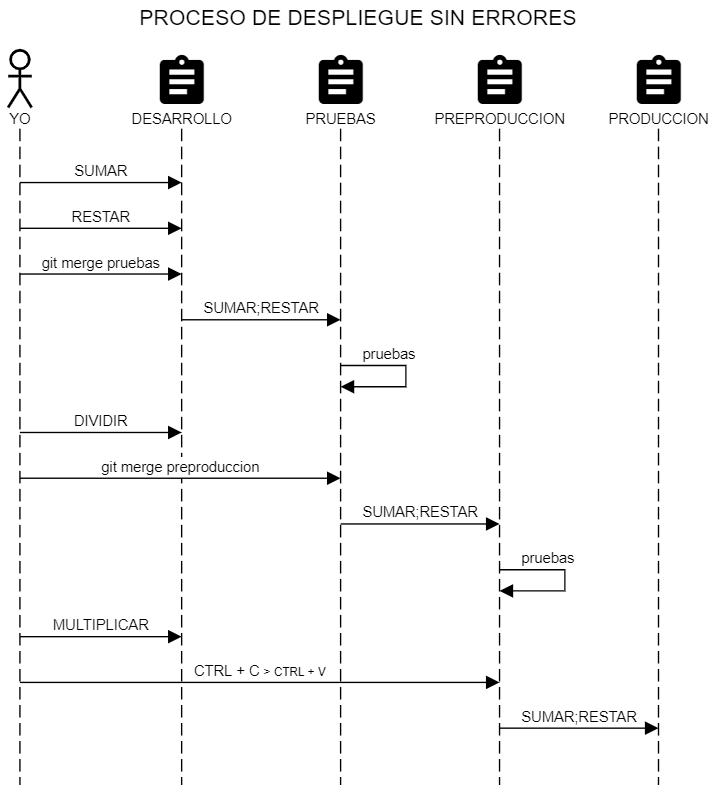 PROCESO DE DESPLIEGUE SIN ERRORES
YO DESARROLLO PRUEBAS PREPRODUCCION PRODUCCION
SUMAR
RESTAR
git merge pruebas
SUMAR;RESTAR
pruebas
DIVIDIR
git merge preproduccion
SUMAR;RESTAR
pruebas
MULTIPLICAR
CTRL + C > CTRL + V
SUMAR;RESTAR